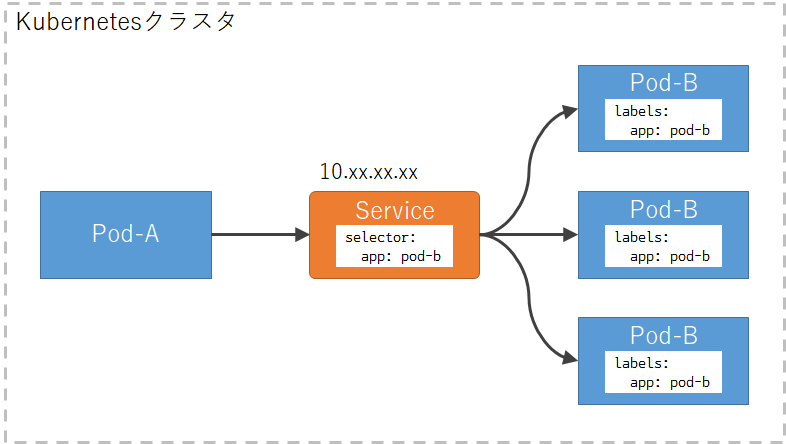 Kubernetesクラスタ
Pod-A
10.xx.xx.xx
Service
selector:
app: pod-b
Pod-B
labels:
app: pod-b
Pod-B
labels:
app: pod-b
Pod-B
labels:
app: pod-b